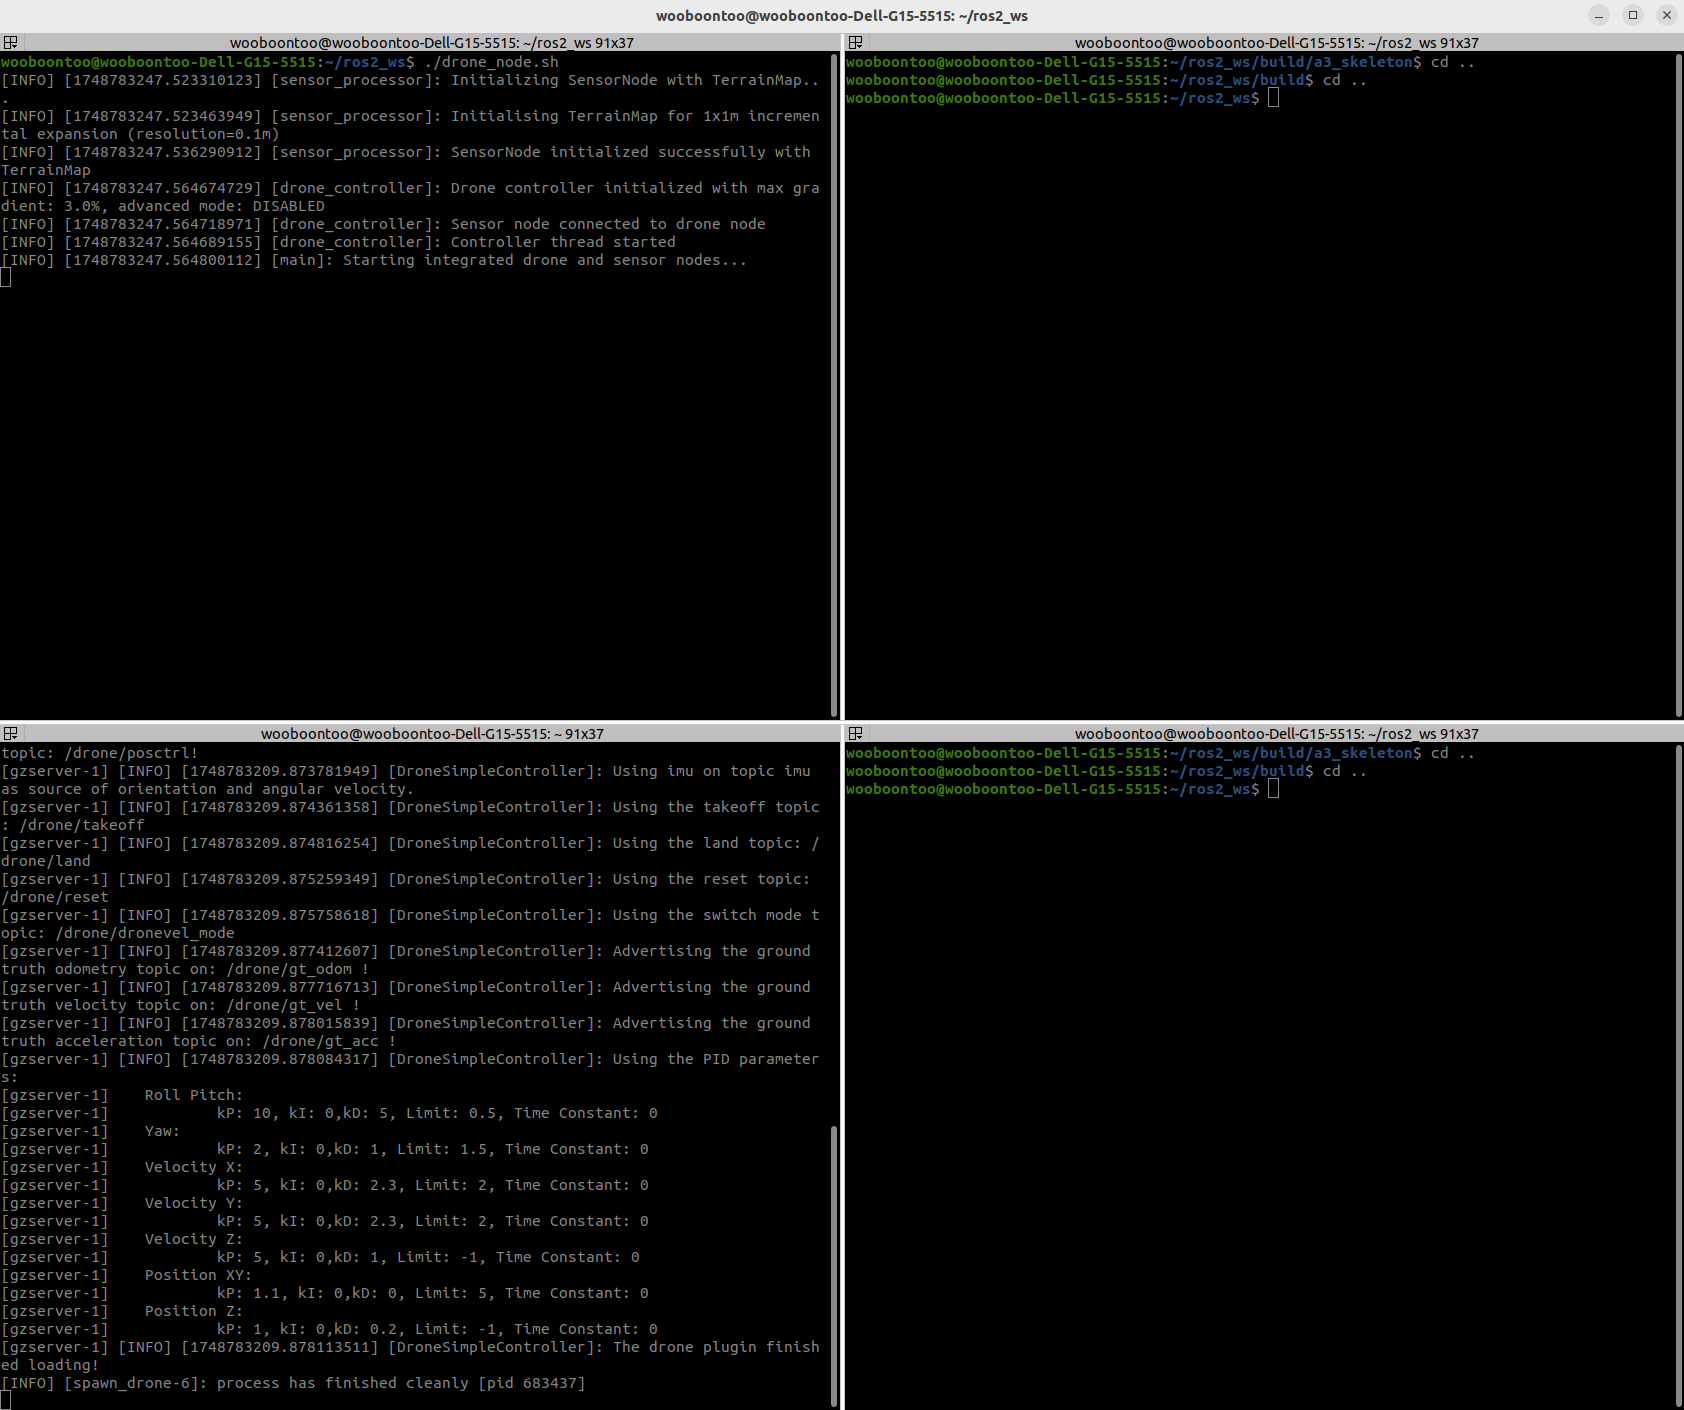 wooboontoo@wooboontoo-Dell-G15-5515: ~/ros2_ws
wooboontoo@wooboontoo-Dell-G15-5515: ~/ros2_ws 91x37
wooboontoo@wooboontoo-Dell-G15-5515:~/ros2_ws$ ./drone_node.sh
[INFO] [1748783247.523310123] [sensor_processor]: Initializing SensorNode with TerrainMap..
.
[INFO] [1748783247.523463949] [sensor_processor]: Initialising TerrainMap for 1x1m incremen
tal expansion (resolution=0.1m)
[INFO] [1748783247.536290912] [sensor_processor]: SensorNode initialized successfully with
TerrainMap
[INFO] [1748783247.564674729] [drone_controller]: Drone controller initialized with max gra
dient: 3.0%, advanced mode: DISABLED
[INFO] [1748783247.564718971] [drone_controller]: Sensor node connected to drone node
[INFO] [1748783247.564689155] [drone_controller]: Controller thread started
[INFO] [1748783247.564800112] [main]: Starting integrated drone and sensor nodes...
wooboontoo@wooboontoo-Dell-G15-5515: ~/ros2_ws 91x37
wooboontoo@wooboontoo-Dell-G15-5515:~/ros2_ws/build/a3_skeleton$ cd ..
wooboontoo@wooboontoo-Dell-G15-5515:~/ros2_ws/build$ cd ..
wooboontoo@wooboontoo-Dell-G15-5515:~/ros2_ws$
wooboontoo@wooboontoo-Dell-G15-5515: ~ 91x37
topic: /drone/posctrl!
[gzserver-1] [INFO] [1748783209.873781949] [DroneSimpleController]: Using imu on topic imu
as source of orientation and angular velocity.
[gzserver-1] [INFO] [1748783209.874361358] [DroneSimpleController]: Using the takeoff topic
: /drone/takeoff
[gzserver-1] [INFO] [1748783209.874816254] [DroneSimpleController]: Using the land topic: /
drone/land
[gzserver-1] [INFO] [1748783209.875259349] [DroneSimpleController]: Using the reset topic:
/drone/reset
[gzserver-1] [INFO] [1748783209.875758618] [DroneSimpleController]: Using the switch mode t
opic: /drone/dronevel_mode
[gzserver-1] [INFO] [1748783209.877412607] [DroneSimpleController]: Advertising the ground
truth odometry topic on: /drone/gt_odom !
[gzserver-1] [INFO] [1748783209.877716713] [DroneSimpleController]: Advertising the ground
truth velocity topic on: /drone/gt_vel !
[gzserver-1] [INFO] [1748783209.878015839] [DroneSimpleController]: Advertising the ground
truth acceleration topic on: /drone/gt_acc !
[gzserver-1] [INFO] [1748783209.878084317] [DroneSimpleController]: Using the PID parameter
s:
[gzserver-1]    Roll Pitch:
[gzserver-1]            kP: 10, kI: 0,kD: 5, Limit: 0.5, Time Constant: 0
[gzserver-1]    Yaw:
[gzserver-1]            kP: 2, kI: 0,kD: 1, Limit: 1.5, Time Constant: 0
[gzserver-1]    Velocity X:
[gzserver-1]            kP: 5, kI: 0,kD: 2.3, Limit: 2, Time Constant: 0
[gzserver-1]    Velocity Y:
[gzserver-1]            kP: 5, kI: 0,kD: 2.3, Limit: 2, Time Constant: 0
[gzserver-1]    Velocity Z:
[gzserver-1]            kP: 5, kI: 0,kD: 1, Limit: -1, Time Constant: 0
[gzserver-1]    Position XY:
[gzserver-1]            kP: 1.1, kI: 0,kD: 0, Limit: 5, Time Constant: 0
[gzserver-1]    Position Z:
[gzserver-1]            kP: 1, kI: 0,kD: 0.2, Limit: -1, Time Constant: 0
[gzserver-1] [INFO] [1748783209.878113511] [DroneSimpleController]: The drone plugin finish
ed loading!
[INFO] [spawn_drone-6]: process has finished cleanly [pid 683437]
wooboontoo@wooboontoo-Dell-G15-5515: ~/ros2_ws 91x37
wooboontoo@wooboontoo-Dell-G15-5515:~/ros2_ws/build/a3_skeleton$ cd ..
wooboontoo@wooboontoo-Dell-G15-5515:~/ros2_ws/build$ cd ..
wooboontoo@wooboontoo-Dell-G15-5515:~/ros2_ws$